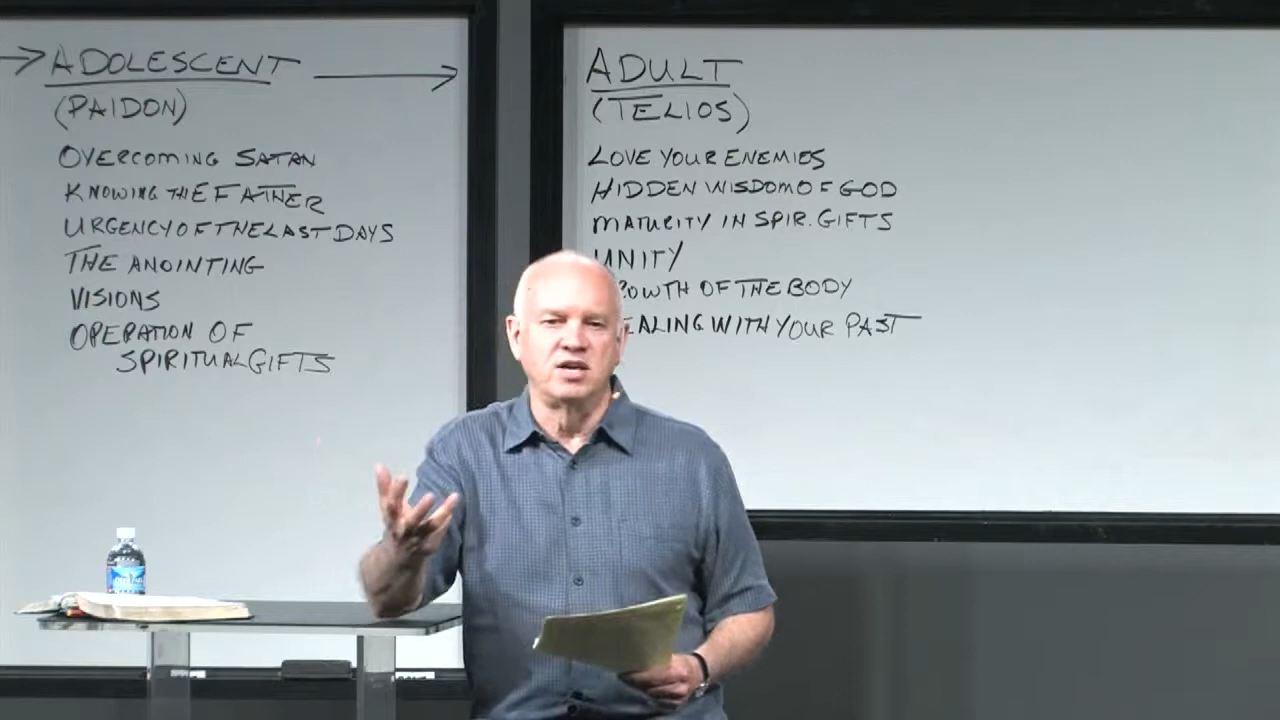 ADOLESCENT
(PAIDON)
OVERCOMING SATAN
KNOWING THE FATHER
URGENCY OF THE LAST DAYS
THE ANOINTING
VISIONS
OPERATION OF
SPIRITUAL GIFTS
ADULT
(TELIOS)
LOVE YOUR ENEMIES
HIDDEN WISDOM OF GOD
MATURITY IN SPIR. GIFTS
UNITY
OWTH OF THE BODY
EALING WITH YOUR PAST